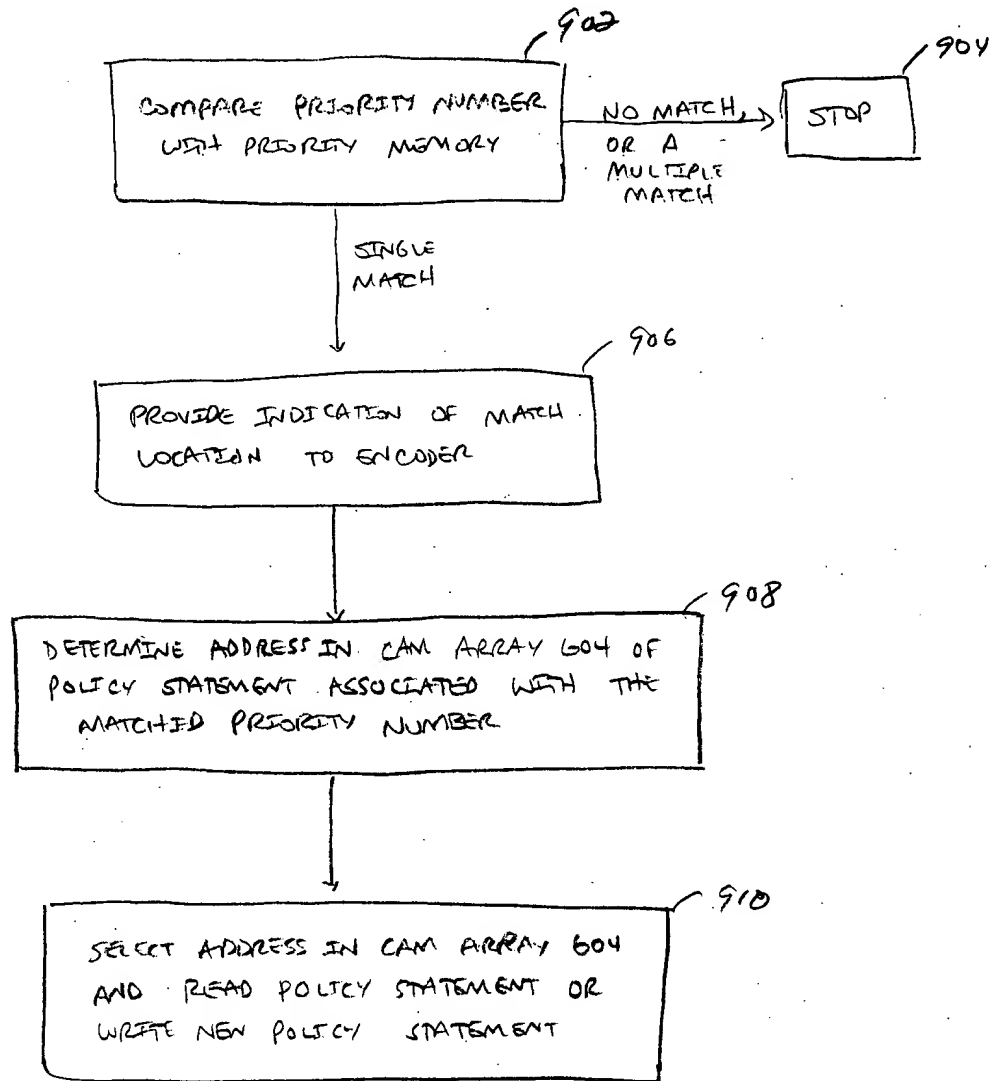 902
COMPARE PRIORITY NUMBER
WITH PRIORITY MEMORY
NO MATCH,
OR A
MULTIPLE
MATCH
904
STOP
SINGLE
MATCH
906
PROVIDE INDICATION OF MATCH
LOCATION TO ENCODER
908
DETERMINE ADDRESS IN CAM ARRAY 604 OF
POLICY STATEMENT ASSOCIATED WITH THE
MATCHED PRIORITY NUMBER
910
SELECT ADDRESS IN CAM ARRAY 604
AND READ POLICY STATEMENT OR
WRITE NEW POLICY STATEMENT